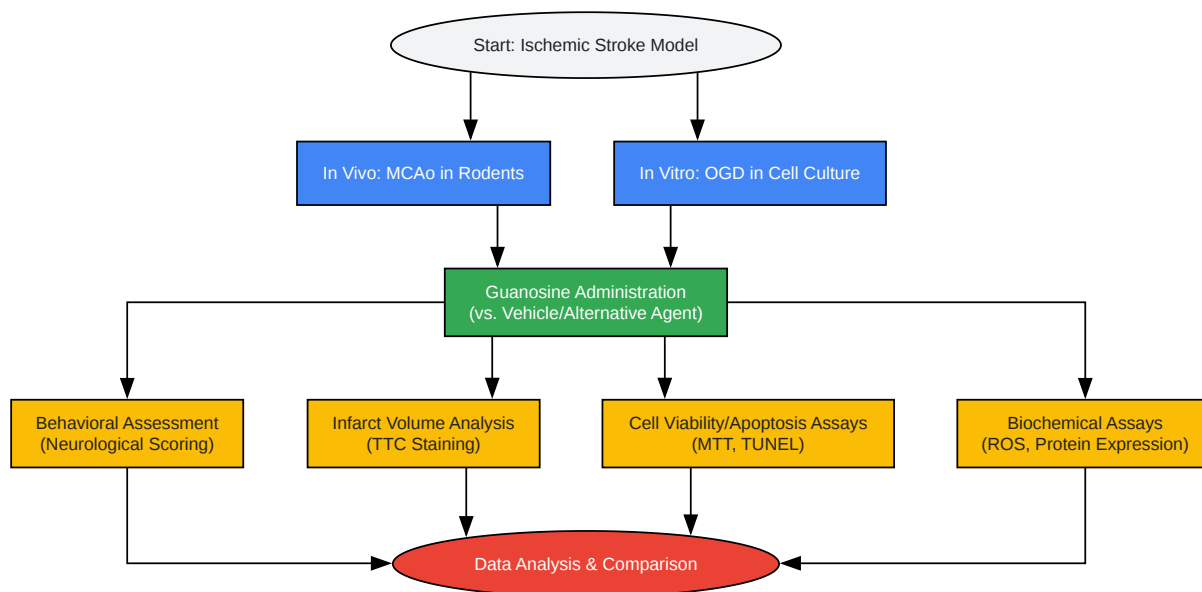 Start: Ischemic Stroke Model
In Vivo: MCAo in Rodents
In Vitro: OGD in Cell Culture
Guanosine Administration
(vs. Vehicle/Alternative Agent)
Behavioral Assessment
(Neurological Scoring)
Infarct Volume Analysis
(TTC Staining)
Cell Viability/Apoptosis Assays
(MTT, TUNEL)
Biochemical Assays
(ROS, Protein Expression)
Data Analysis & Comparison